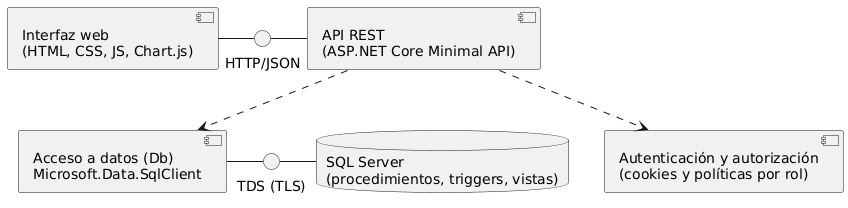 Interfaz web
(HTML, CSS, JS, Chart.js)
HTTP/JSON
API REST
(ASP.NET Core Minimal API)
Acceso a datos (Db)
Microsoft.Data.SqlClient
TDS (TLS)
SQL Server
(procedimientos, triggers, vistas)
Autenticación y autorización
(cookies y políticas por rol)